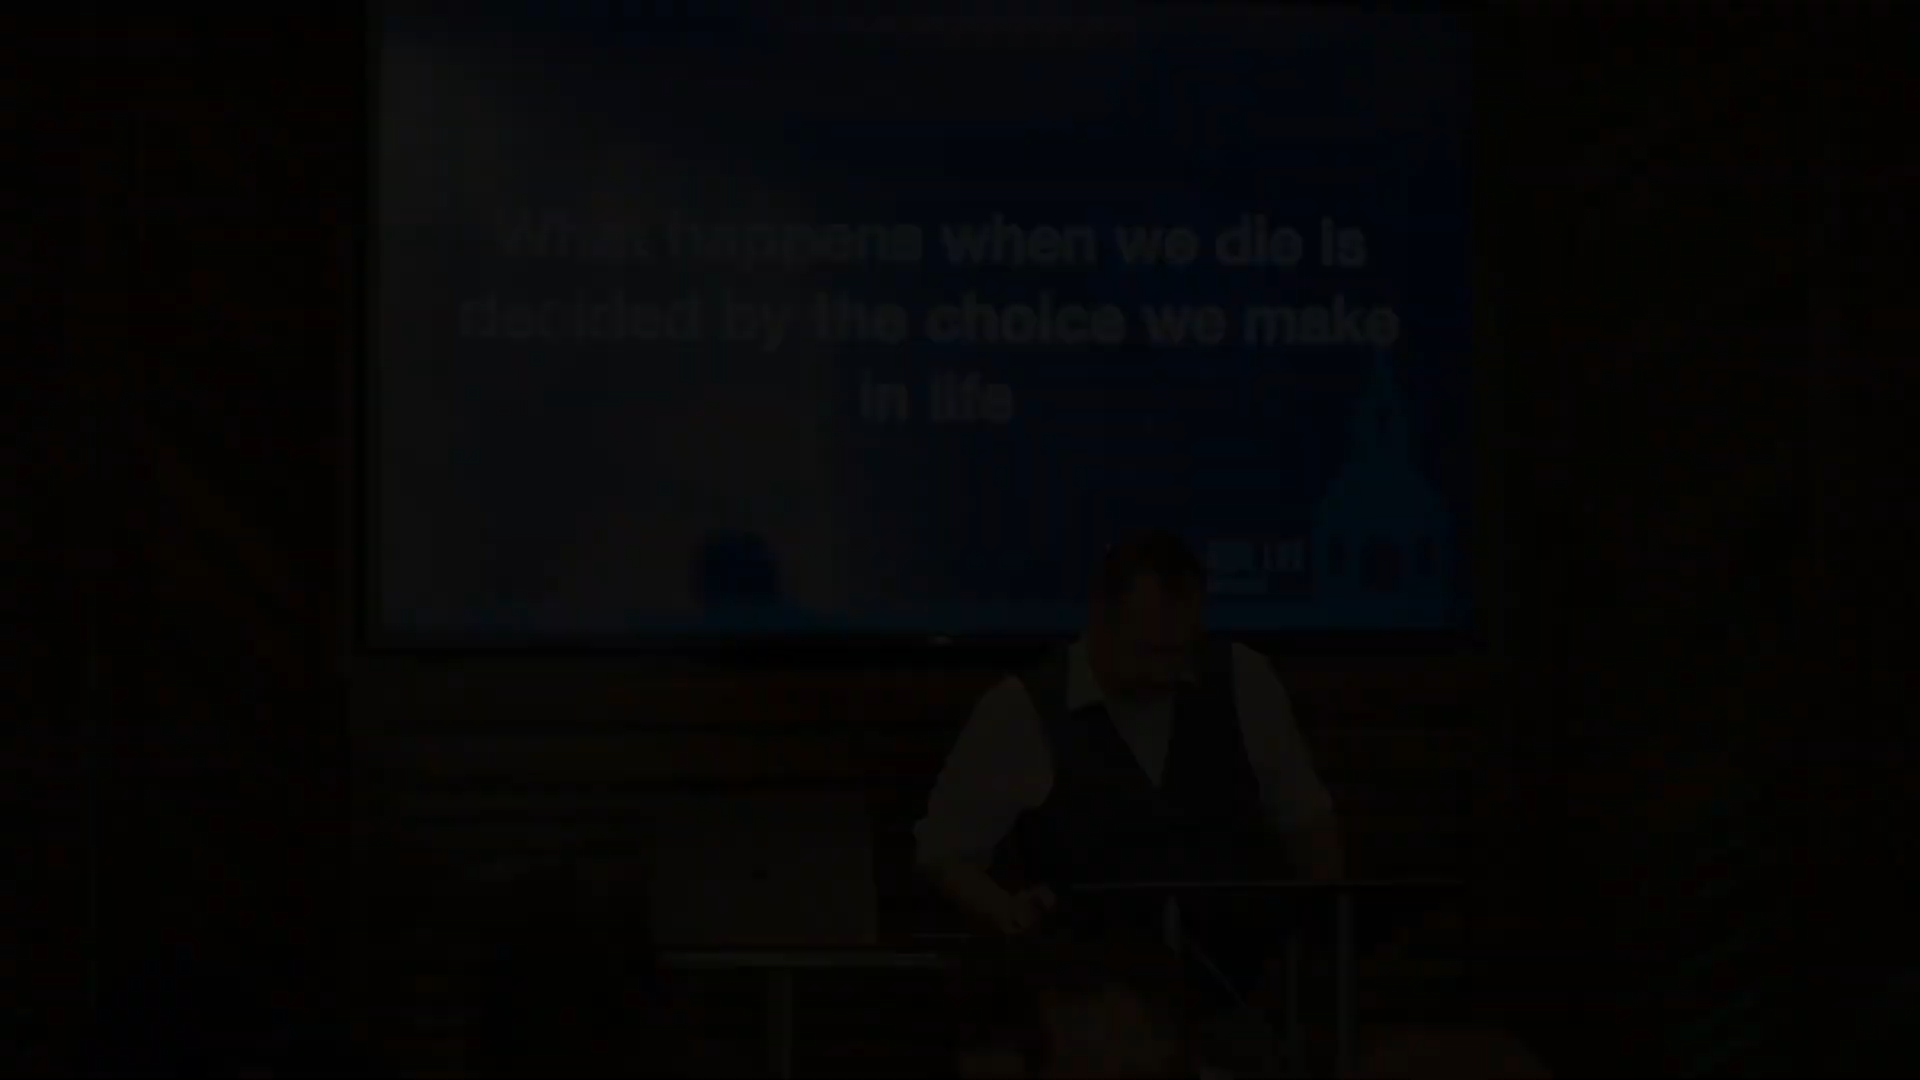 What happens when we die is
decided by the choice we make
in life